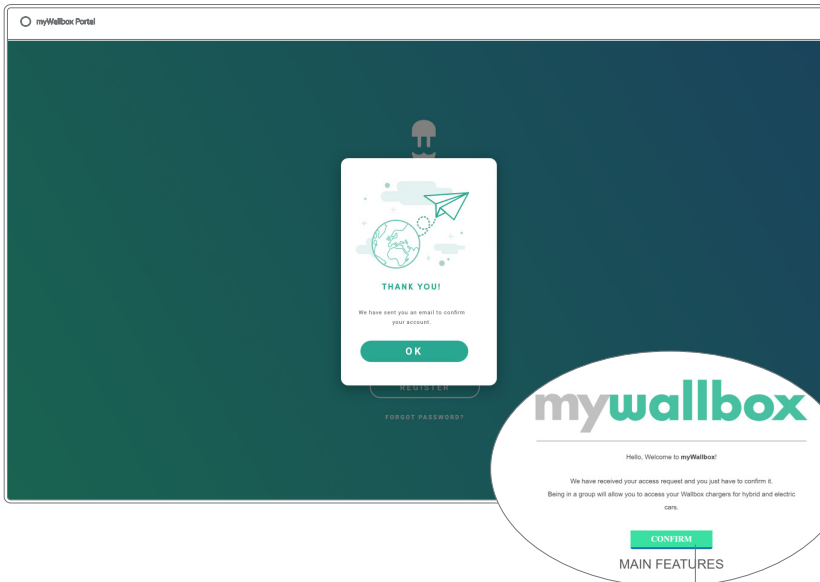 myWallbox Portal
THANK YOU!
We have sent you an email to confirm
your account.
OK
REGISTER
FORGOT PASSWORD?
mywallbox
Hello, Welcome to myWallbox!
We have received your access request and you just have to confirm it.
Being in a group will allow you to access your Wallbox chargers for hybrid and electric
cars.
CONFIRM
MAIN FEATURES